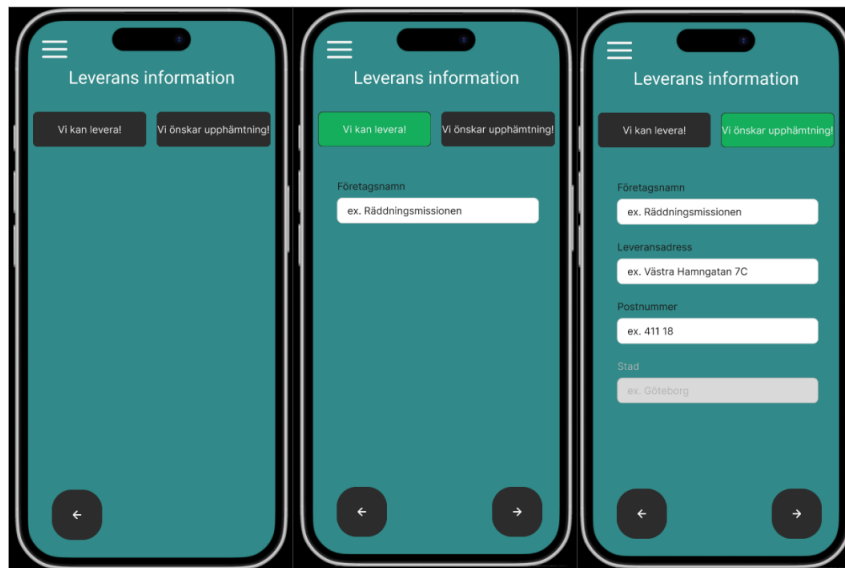 Leverans information
Vi kan levera!
Vi önskar upphämtning!
Leverans information
Vi kan levera!
Vi önskar upphämtning!
Företagsnamn
ex. Räddningsmissionen
Leverans information
Vi kan levera!
Vi önskar upphämtning!
Företagsnamn
ex. Räddningsmissionen
Leveransadress
ex. Västra Hamngatan 7C
Postnummer
ex. 411 18
Stad
ex. Göteborg